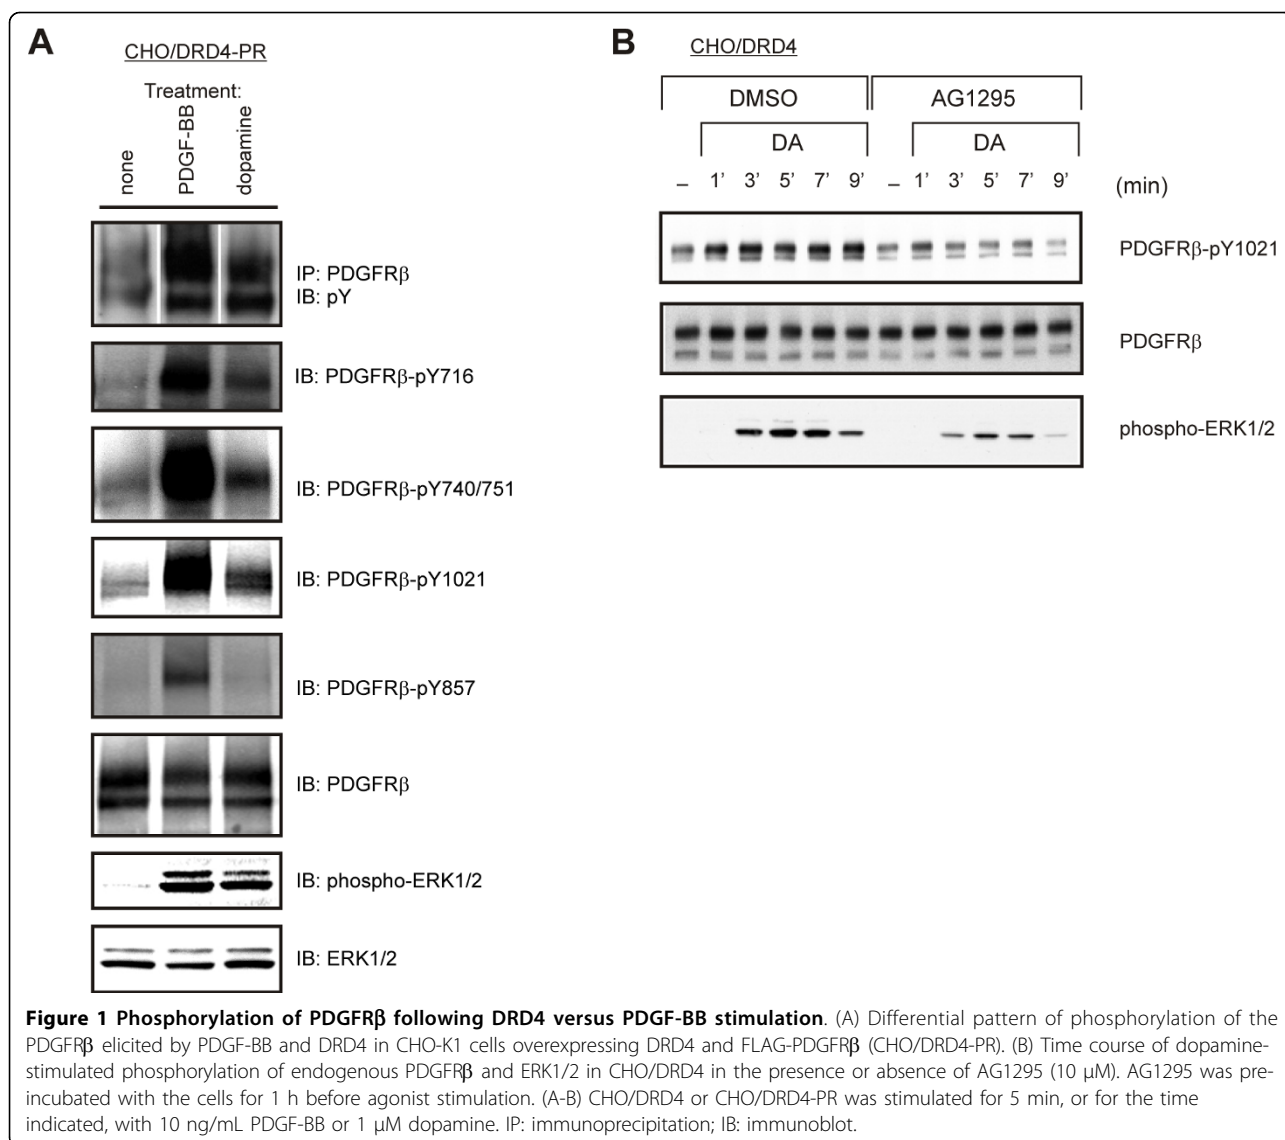 A
CHO/DRD4-PR
Treatment:
none
PDGF-BB
dopamine
IP: PDGFRβ
IB: pY
IB: PDGFRβ-pY716
IB: PDGFRβ-pY740/751
IB: PDGFRβ-pY1021
IB: PDGFRβ-pY857
IB: PDGFRβ
IB: phospho-ERK1/2
IB: ERK1/2
B
CHO/DRD4
DMSO AG1295
DA DA
– 1’ 3’ 5’ 7’ 9’ – 1’ 3’ 5’ 7’ 9’ (min)
PDGFRβ-pY1021
PDGFRβ
phospho-ERK1/2
Figure 1 Phosphorylation of PDGFRβ following DRD4 versus PDGF-BB stimulation. (A) Differential pattern of phosphorylation of the
PDGFRβ elicited by PDGF-BB and DRD4 in CHO-K1 cells overexpressing DRD4 and FLAG-PDGFRβ (CHO/DRD4-PR). (B) Time course of dopamine-
stimulated phosphorylation of endogenous PDGFRβ and ERK1/2 in CHO/DRD4 in the presence or absence of AG1295 (10 μM). AG1295 was pre-
incubated with the cells for 1 h before agonist stimulation. (A-B) CHO/DRD4 or CHO/DRD4-PR was stimulated for 5 min, or for the time
indicated, with 10 ng/mL PDGF-BB or 1 μM dopamine. IP: immunoprecipitation; IB: immunoblot.